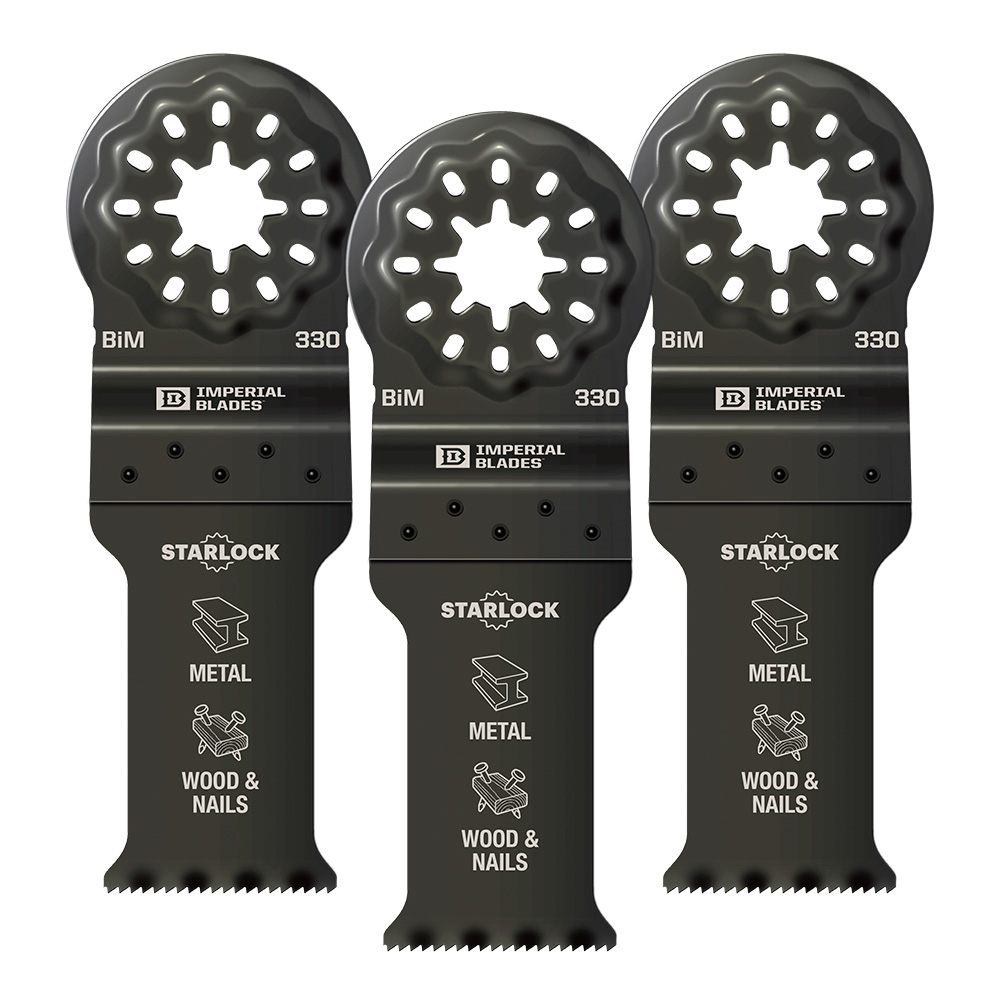 BiM 330
IMPERIAL
BLADES
STARLOCK
METAL
WOOD &
NAILS
BiM 330
IMPERIAL
BLADES
STARLOCK
METAL
WOOD &
NAILS
BiM 330
IMPERIAL
BLADES
STARLOCK
METAL
WOOD &
NAILS